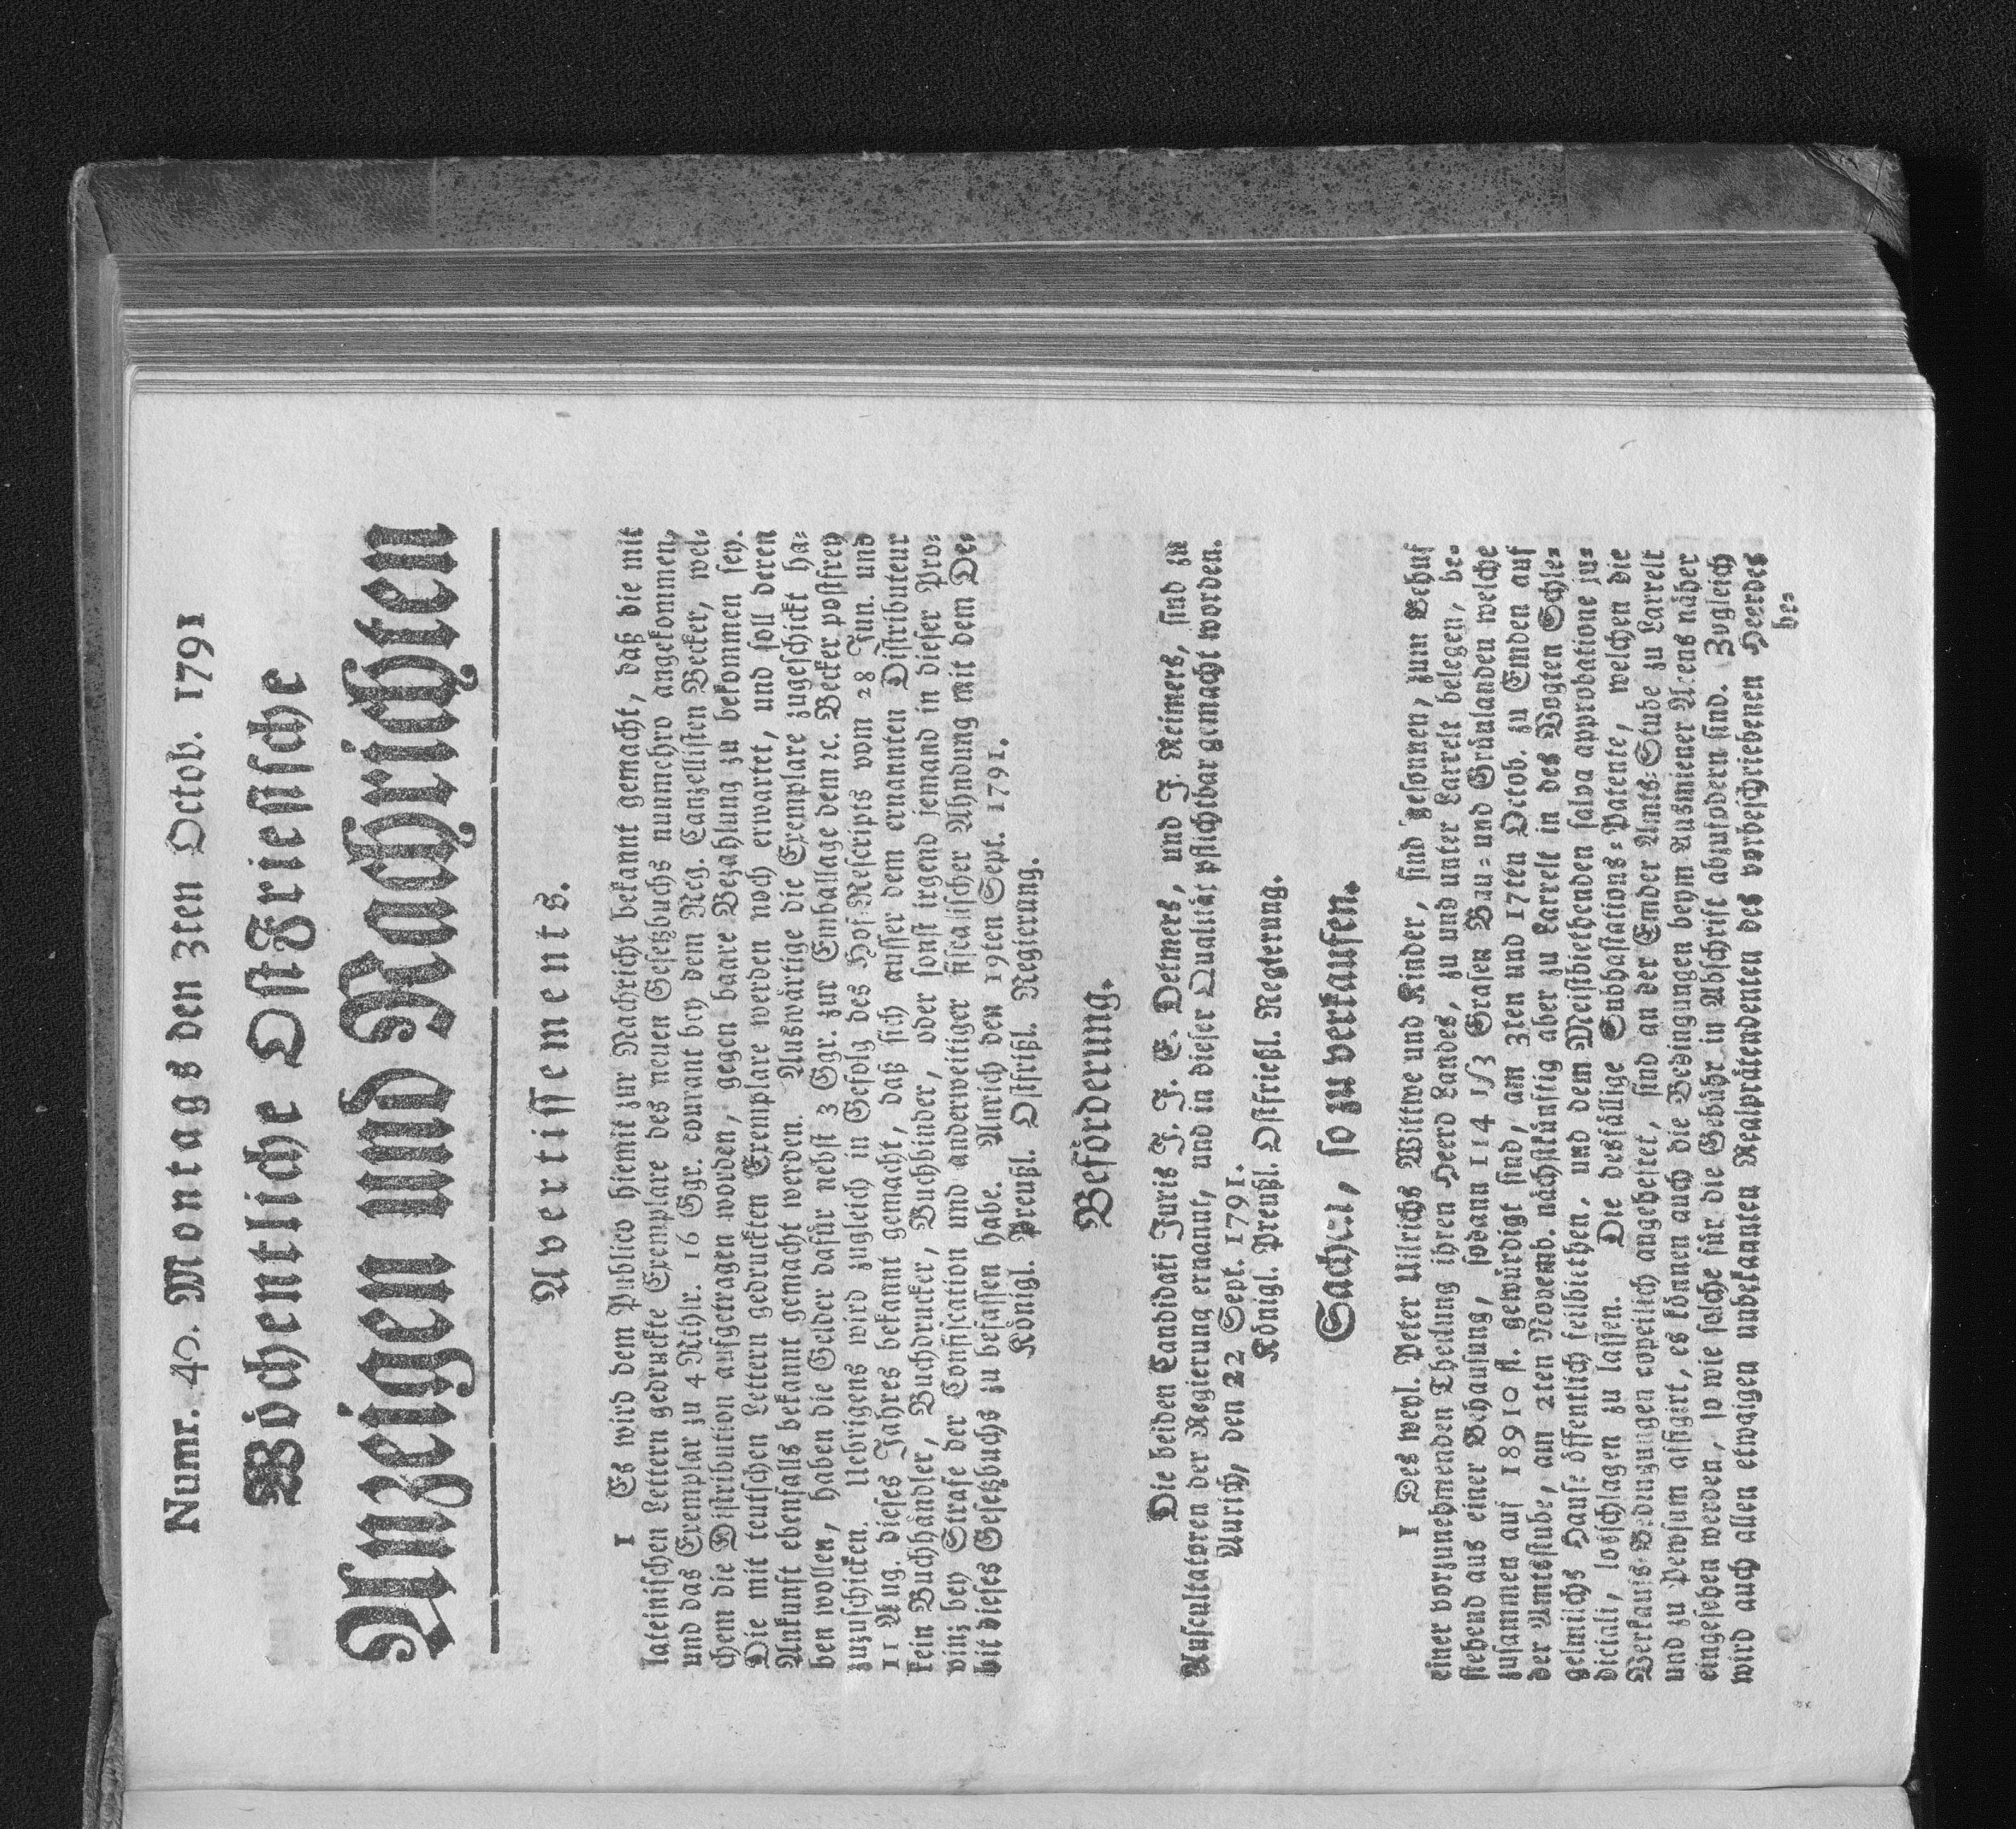 Numr. 40. Montags den 3ten Octob. 1791
Wöchentliche Ostfriesische
Anzeigen und Nachrichten
Avertissements.
1 Es wird dem Publico hiemit zur Nachricht bekannt gemacht, daß die mit
lateinischen Lettern gedruckte Exemplare des neuen Gesetzbuchs nunmehro angekommen,
und das Exemplar zu 4 Rthlr. 16 Ggr. courant bey dem Reg. Canzellisten Becker, wel-
chem die Distribution aufgetragen worden, gegen baare Bezahlung zu bekommen sey.
Die mit teutschen Lettern gedruckten Exemplare werden noch erwartet, und soll deren
Ankunft ebenfalls bekannt gemacht werden. Auswärtige die Exemplare zugeschickt ha-
ben wollen, haben die Gelder dafür nebst 3 Ggr. zur Emballage dem ꝛc. Becker postfrey
zuzuschicken. Uebrigens wird zugleich in Gefolg des Hof-Rescripts vom 28 Jun. und
11 Aug. dieses Jahres bekannt gemacht, daß sich ausser dem ernannten Distributeur
kein Buchhändler, Buchdrucker, Buchbinder, oder sonst irgend jemand in dieser Pro-
vinz bey Strafe der Confiscation und anderweitiger fiscalischer Ahndung mit dem De-
bit dieses Gesetzbuchs zu befassen habe. Aurich den 19ten Sept. 1791.
Königl. Preußl. Ostfrißl. Regierung.
Beförderung.
Die beiden Candidati Juris J. J. E. Detmers, und J. Reimers, sind zu
Auscultatoren der Regierung ernannt, und in dieser Qualität pflichtbar gemacht worden.
Aurich, den 22 Sept. 1791.
Königl. Preußl. Ostfrießl. Regierung.
Sachen, so zu verkaufen.
1 Des weyl. Peter Ulrichs Wittwe und Kinder, sind gesonnen, zum Behuf
einer vorzunehmenden Theilung ihren Heerd Landes, zu und unter Larrelt belegen, be-
stehend aus einer Behausung, sodann 114 1/3 Grasen Bau- und Grünlanden welche
zusammen auf 18910 fl. gewürdigt sind, am 3ten und 17ten Octob. zu Emden auf
der Amtsstube, am 2ten Novemb. nächstkünftig aber zu Larrelt in des Vogten Schle-
gelmilchs Hause öffentlich feilbiethen, und dem Meistbiethenden salva approbatione ju-
diciali, losschlagen zu lassen. Die desfällige Subhastations-Patente, welchen die
Verkaufs-Bedingungen copeilich angeheftet, sind an der Emder Amts-Stube zu Larrelt
und zu Pewsum affigirt, es können auch die Bedingungen beym Ausmiener Arens näher
eingesehen werden, so wie solche für die Gebühr in Abschrift abzufodern sind. Zugleich
wird auch allen etwaigen unbekannten Realprätendenten des vorbeschriebenen Heerdes
be-